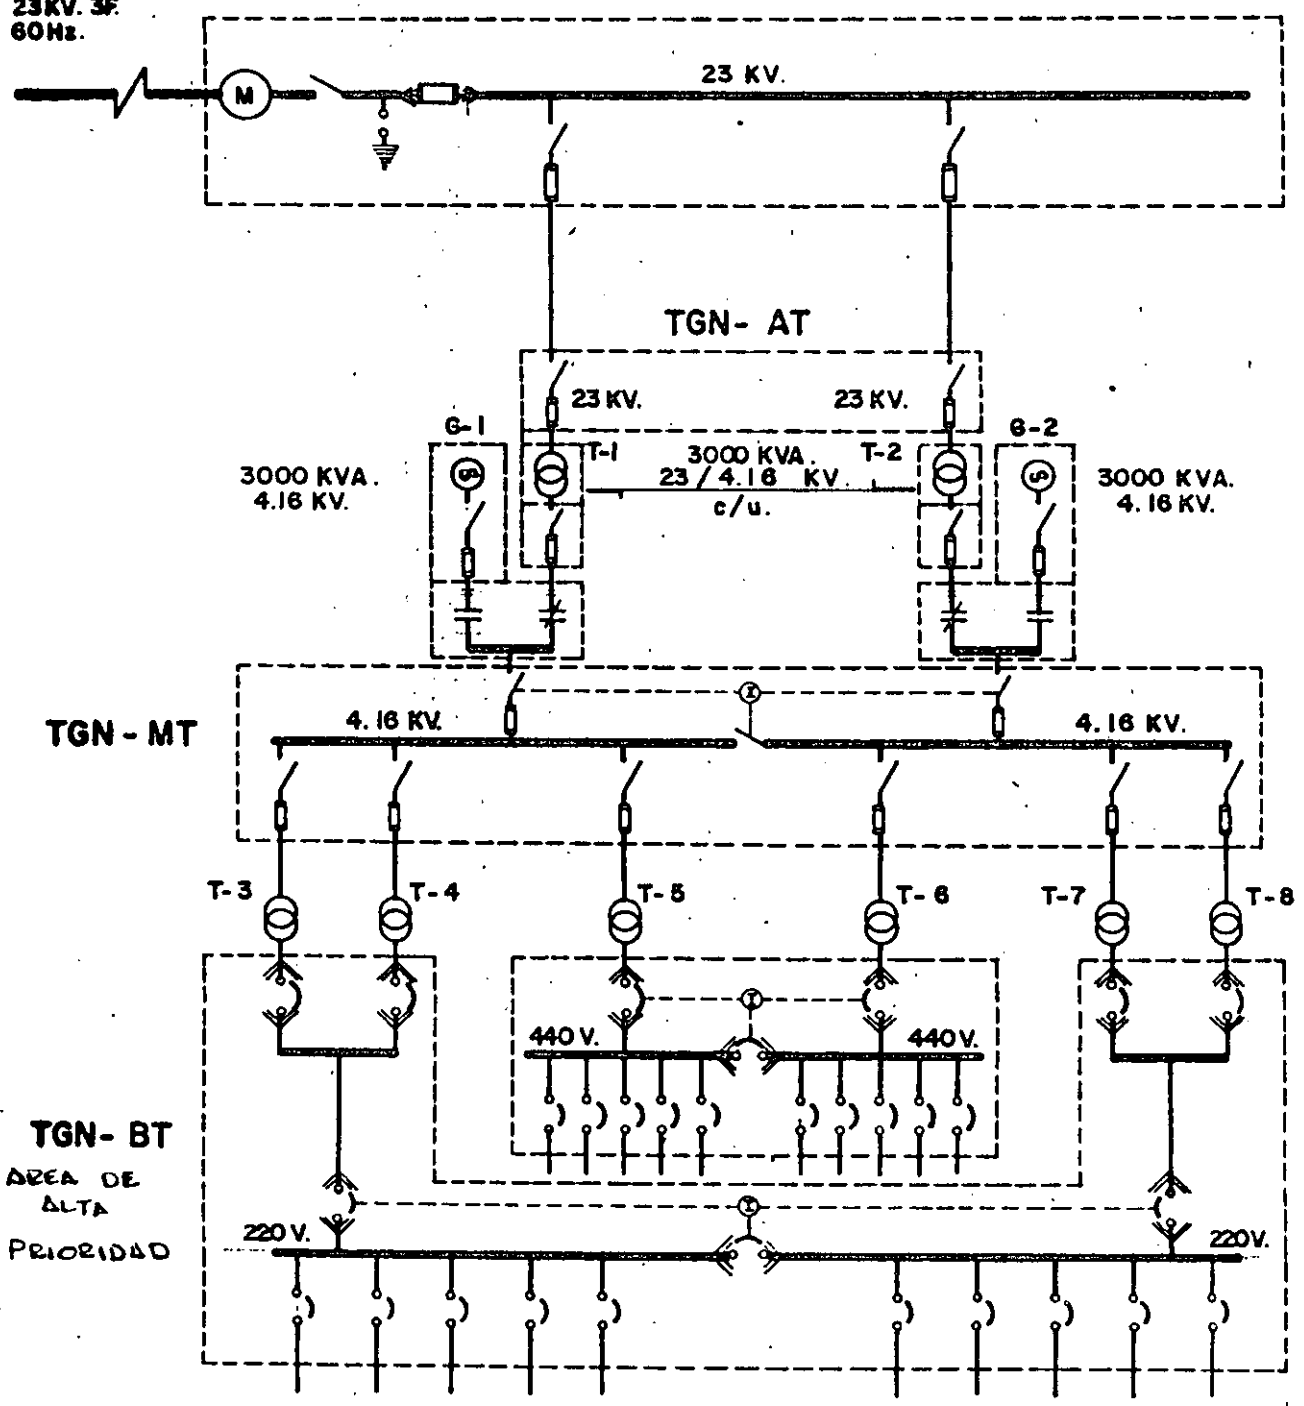 23KV. 3F.
60Hz.
M
23 KV.
TGN- AT
23 KV.
23 KV.
G-1
G-2
T-1
T-2
3000 KVA.
4.16 KV.
3000 KVA.
23 / 4.16 KV
c/u.
3000 KVA.
4.16 KV.
TGN - MT
4.16 KV.
4.16 KV.
T-3
T-4
T-5
T-6
T-7
T-8
440 V.
440 V.
TGN- BT
AREA DE
ALTA
PRIORIDAD
220 V.
220 V.